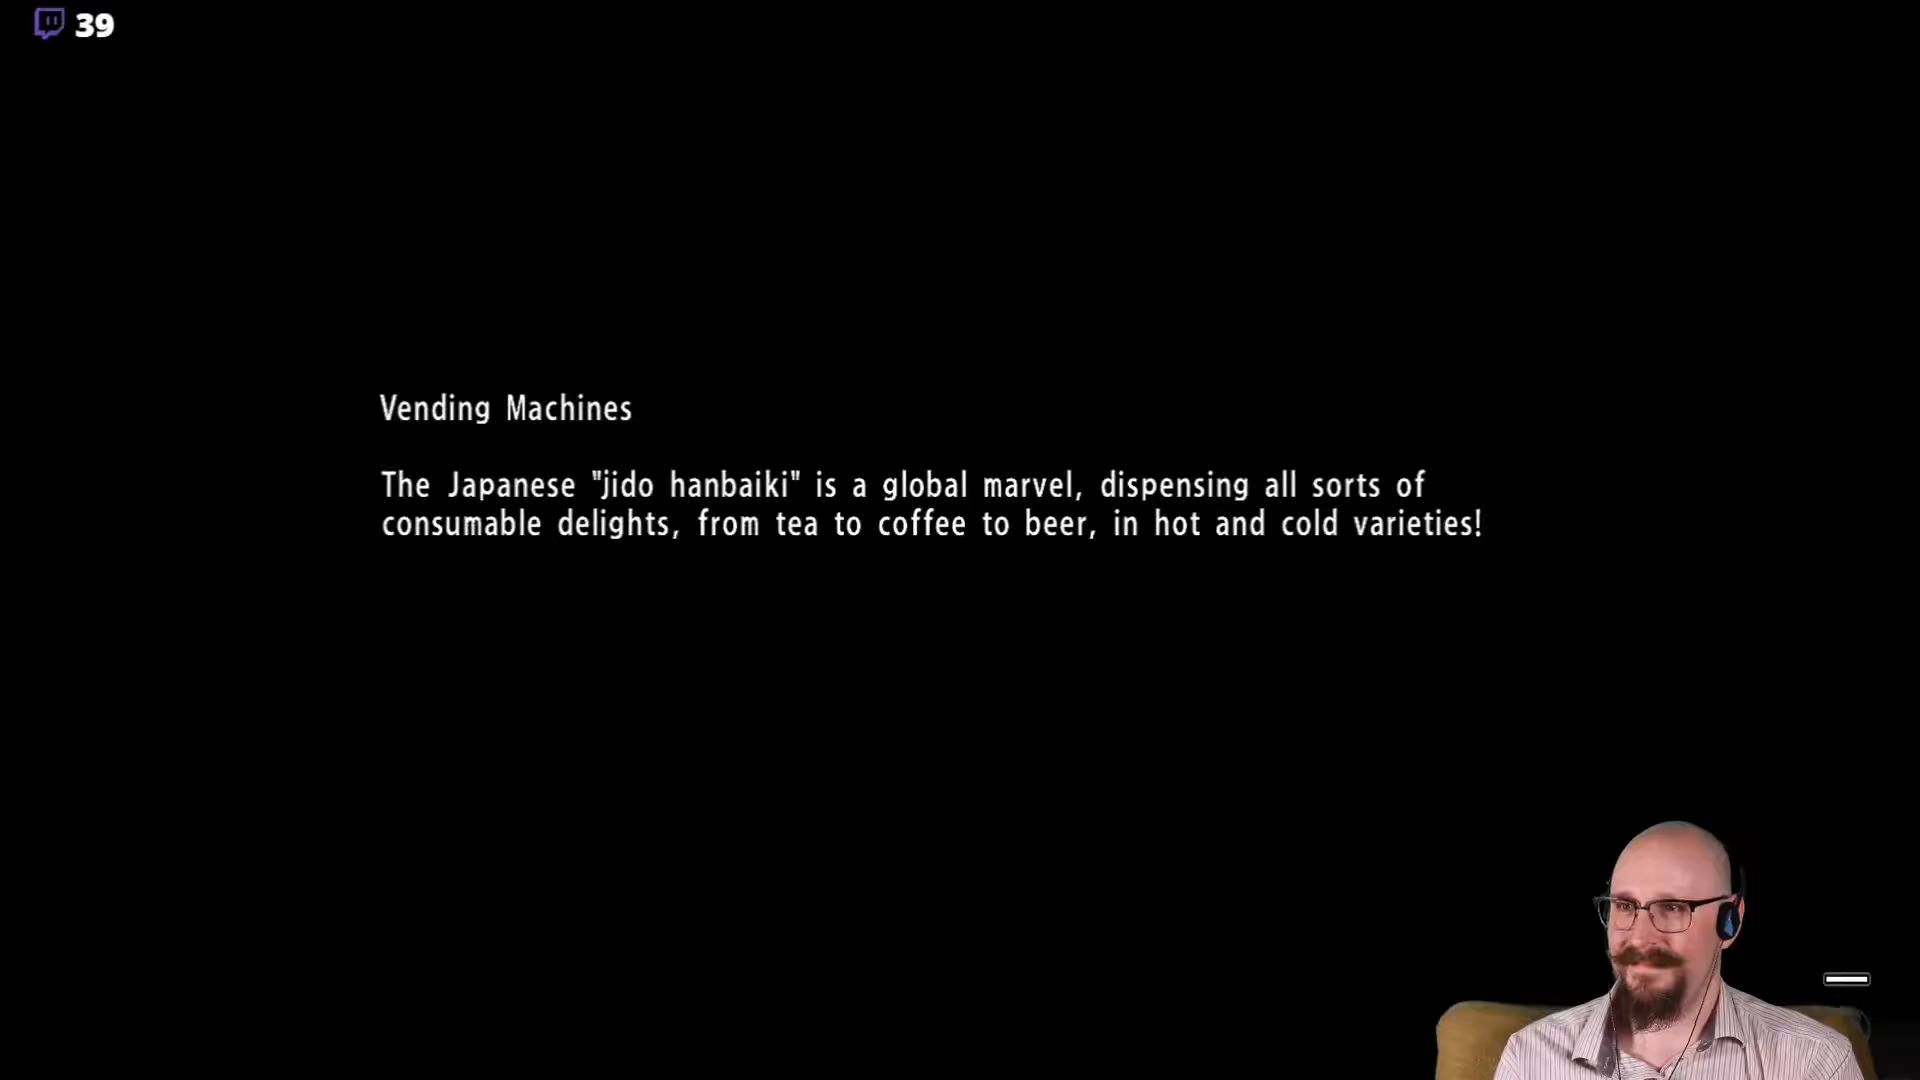 39
Vending Machines
The Japanese "jido hanbaiki" is a global marvel, dispensing all sorts of
consumable delights, from tea to coffee to beer, in hot and cold varieties!